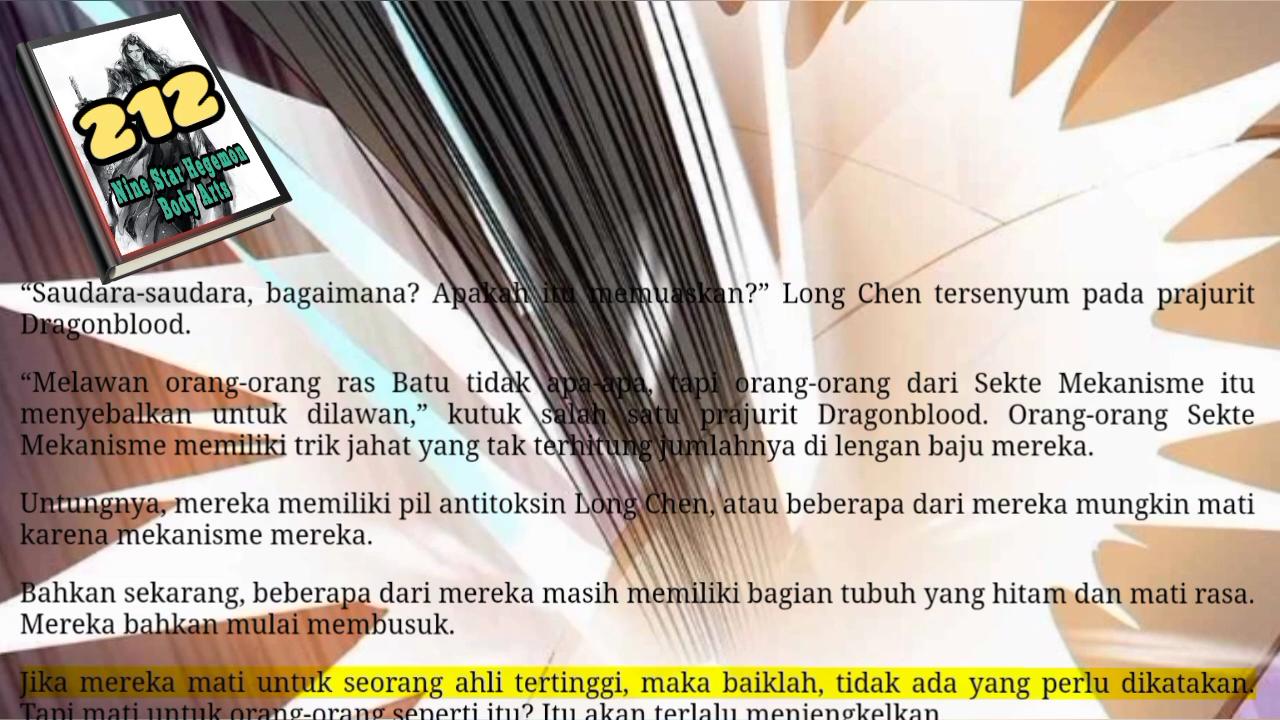 212
Nine Star Hegemon
Body Arts
“Saudara-saudara, bagaimana? Apakah itu memuaskan?” Long Chen tersenyum pada prajurit
Dragonblood.
“Melawan orang-orang ras Batu tidak apa-apa, tapi orang-orang dari Sekte Mekanisme itu
menyebalkan untuk dilawan,” kutuk salah satu prajurit Dragonblood. Orang-orang Sekte
Mekanisme memiliki trik jahat yang tak terhitung jumlahnya di lengan baju mereka.
Untungnya, mereka memiliki pil antitoksin Long Chen, atau beberapa dari mereka mungkin mati
karena mekanisme mereka.
Bahkan sekarang, beberapa dari mereka masih memiliki bagian tubuh yang hitam dan mati rasa.
Mereka bahkan mulai membusuk.
Jika mereka mati untuk seorang ahli tertinggi, maka baiklah, tidak ada yang perlu dikatakan.
Tapi mati untuk orang-orang seperti itu? Itu akan terlalu menjengkelkan